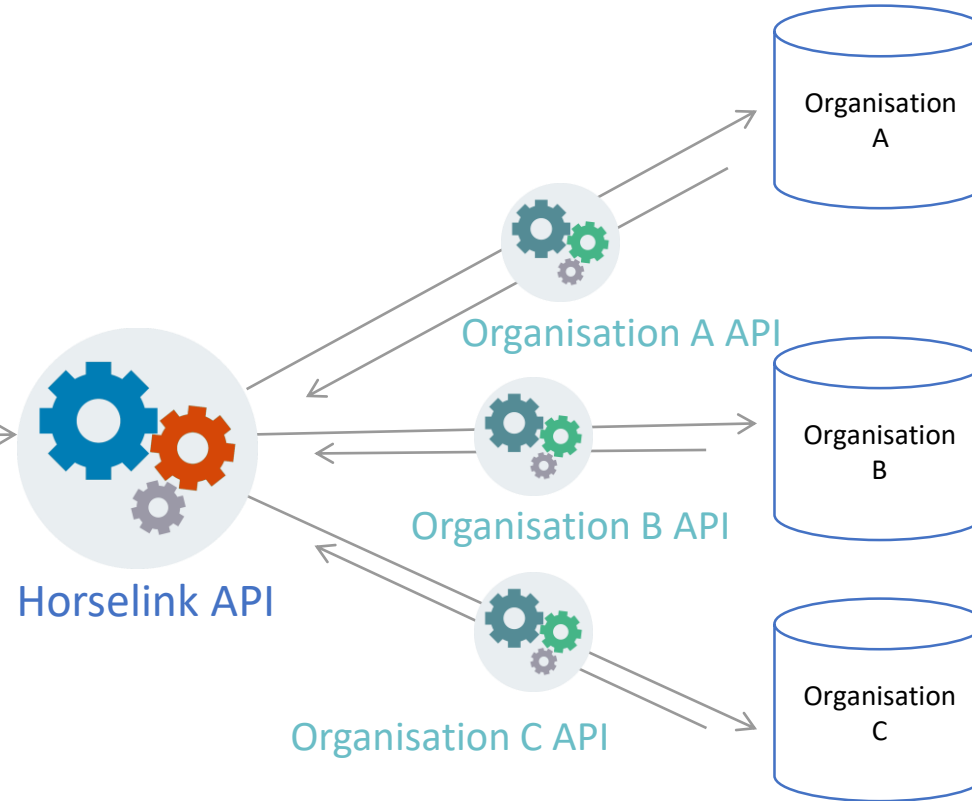 Organisation
A
Organisation A API
Organisation
B
Organisation B API
Horselink API
Organisation
C
Organisation C API